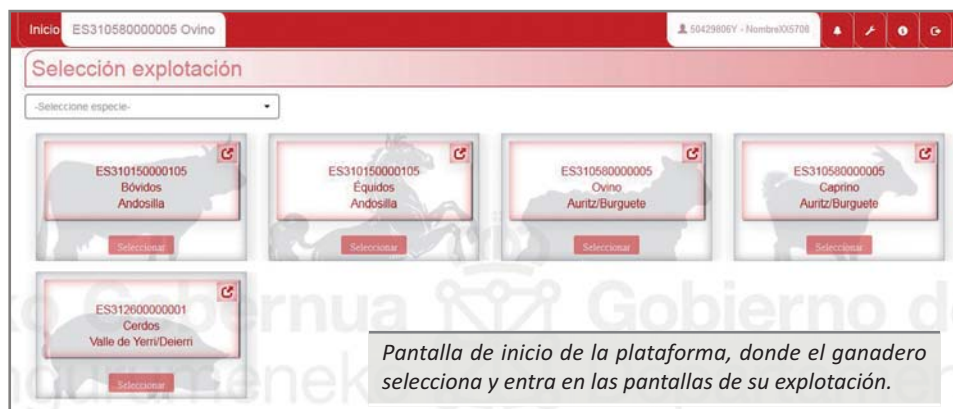 Inicio ES310580000005 Ovino 50429806Y - NombreXX5708
Selección explotación
-Seleccione especie-
ES310150000105
Bóvidos
Andosilla
Seleccionar
ES310150000105
Équidos
Andosilla
Seleccionar
ES310580000005
Ovino
Auritz/Burguete
Seleccionar
ES310580000005
Caprino
Auritz/Burguete
Seleccionar
ES312600000001
Cerdos
Valle de Yerri/Deierri
Seleccionar
Gobierno d
Pantalla de inicio de la plataforma, donde el ganadero
selecciona y entra en las pantallas de su explotación.